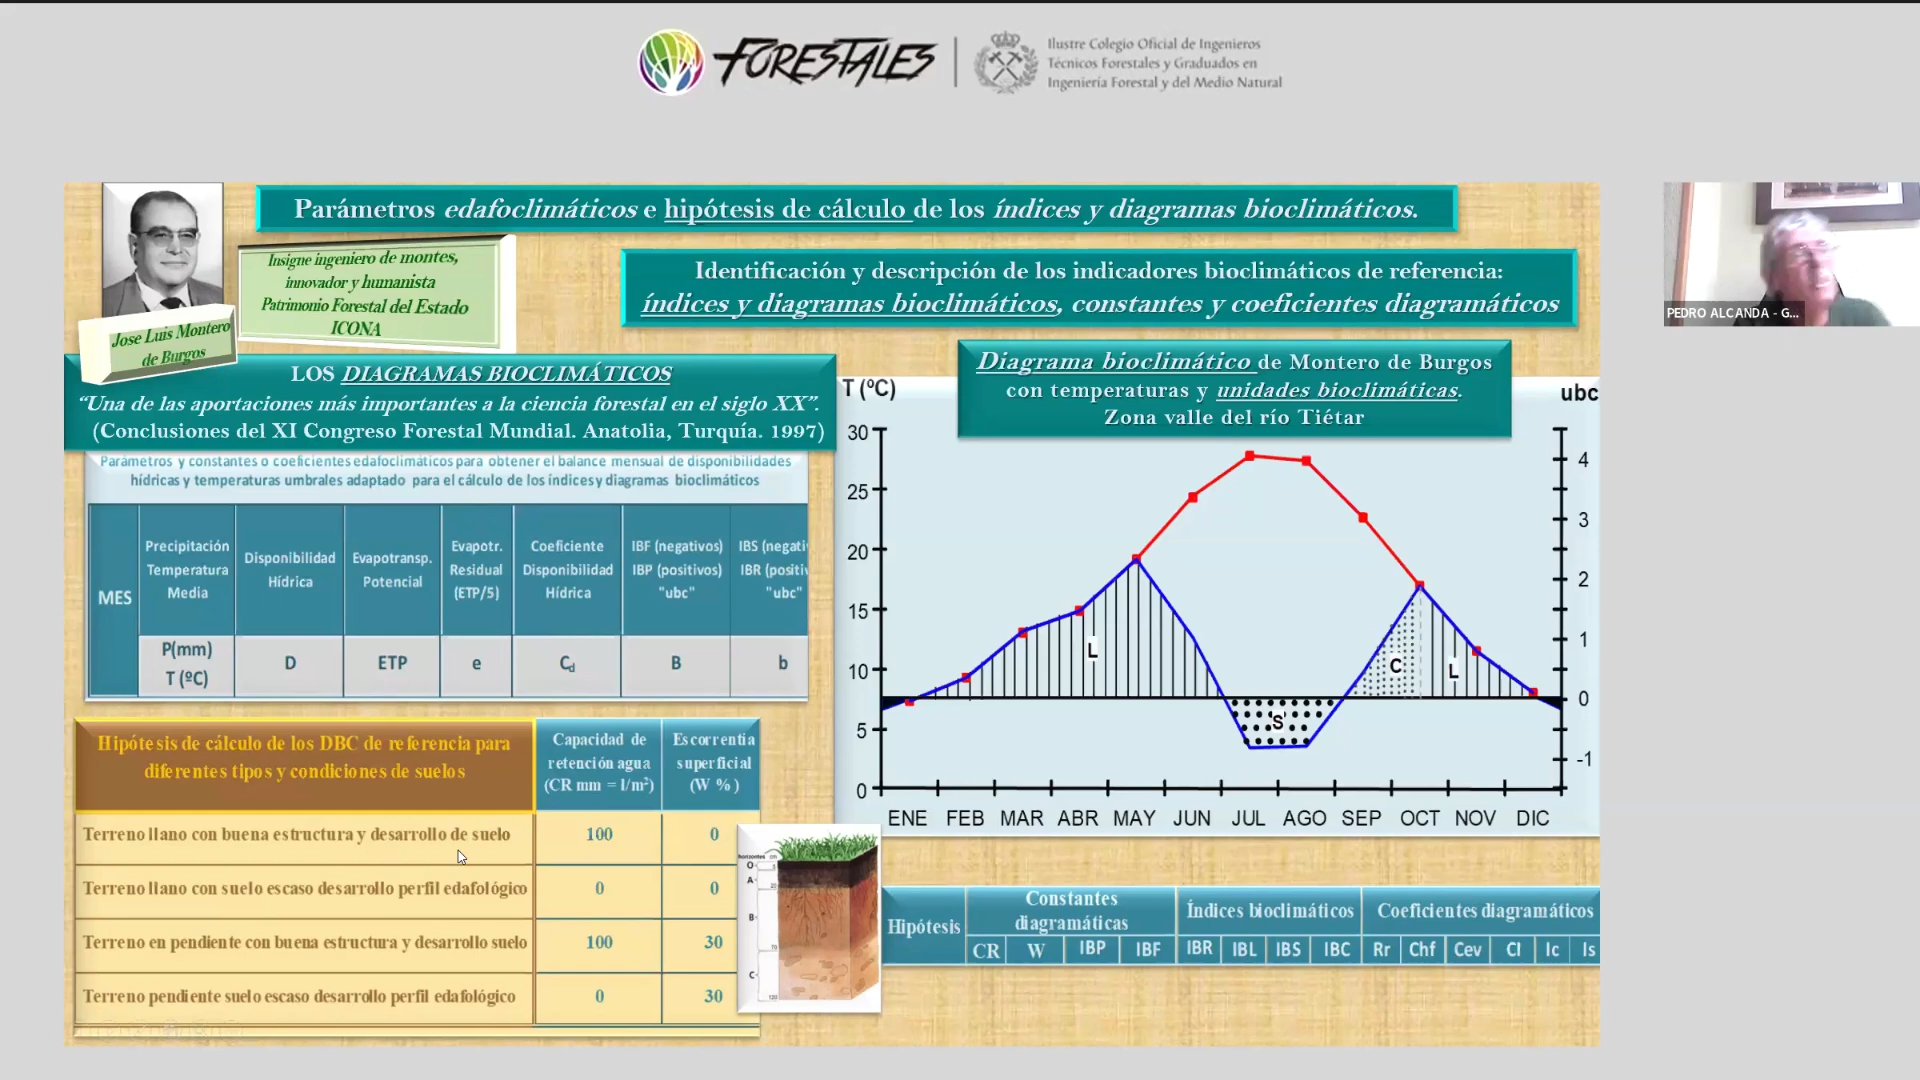 FORESTALES
Ilustre Colegio Oficial de Ingenieros
Técnicos Forestales y Graduados en
Ingeniería Forestal y del Medio Natural
Parámetros edafoclimáticos e hipótesis de cálculo de los índices y diagramas bioclimáticos.
Insigne ingeniero de montes,
innovador y humanista
Patrimonio Forestal del Estado
ICONA
Jose Luis Montero
de Burgos
Identificación y descripción de los indicadores bioclimáticos de referencia:
índices y diagramas bioclimáticos, constantes y coeficientes diagramáticos
PEDRO ALCANDA - G...
LOS DIAGRAMAS BIOCLIMÁTICOS
“Una de las aportaciones más importantes a la ciencia forestal en el siglo XX”.
(Conclusiones del XI Congreso Forestal Mundial. Anatolia, Turquía. 1997)
Parámetros y constantes o coeficientes edafoclimáticos para obtener el balance mensual de disponibilidades
hídricas y temperaturas umbrales adaptado para el cálculo de los índices y diagramas bioclimáticos
MES
Precipitación
Temperatura
Media
Disponibilidad
Hídrica
Evapotransp.
Potencial
Evapotr.
Residual
(ETP/5)
Coeficiente
Disponibilidad
Hídrica
IBF (negativos)
IBP (positivos)
"ubc"
IBS (negati
IBR (positiv
"ubc"
P(mm)
T (ºC)
D
ETP
e
Cd
B
b
Diagrama bioclimático de Montero de Burgos
con temperaturas y unidades bioclimáticas.
Zona valle del río Tiétar
T (ºC)
ubc
30
25
20
15
10
5
0
4
3
2
1
0
-1
L
S
C
L
ENE FEB MAR ABR MAY JUN JUL AGO SEP OCT NOV DIC
Hipótesis de cálculo de los DBC de referencia para
diferentes tipos y condiciones de suelos
Capacidad de
retención agua
(CR mm = l/m²)
Escorrentia
superficial
(W %)
Terreno llano con buena estructura y desarrollo de suelo 100 0
Terreno llano con suelo escaso desarrollo perfil edafológico 0 0
Terreno en pendiente con buena estructura y desarrollo suelo 100 30
Terreno pendiente suelo escaso desarrollo perfil edafológico 0 30
horizontes cm
O
A
B
C
Hipótesis
Constantes
diagramáticas
Índices bioclimáticos
Coeficientes diagramáticos
CR W IBP IBF IBR IBL IBS IBC Rr Chf Cev CI Ic Is